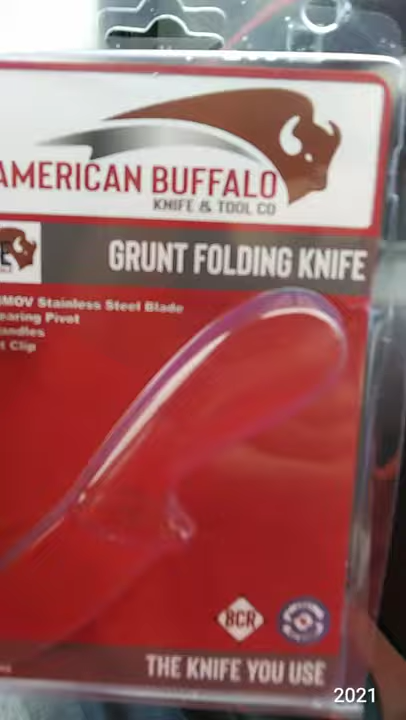 AMERICAN BUFFALO
KNIFE & TOOL CO
GRUNT FOLDING KNIFE
MOV Stainless Steel Blade
earing Pivot
andles
t Clip
8CR
THE KNIFE YOU USE
2021